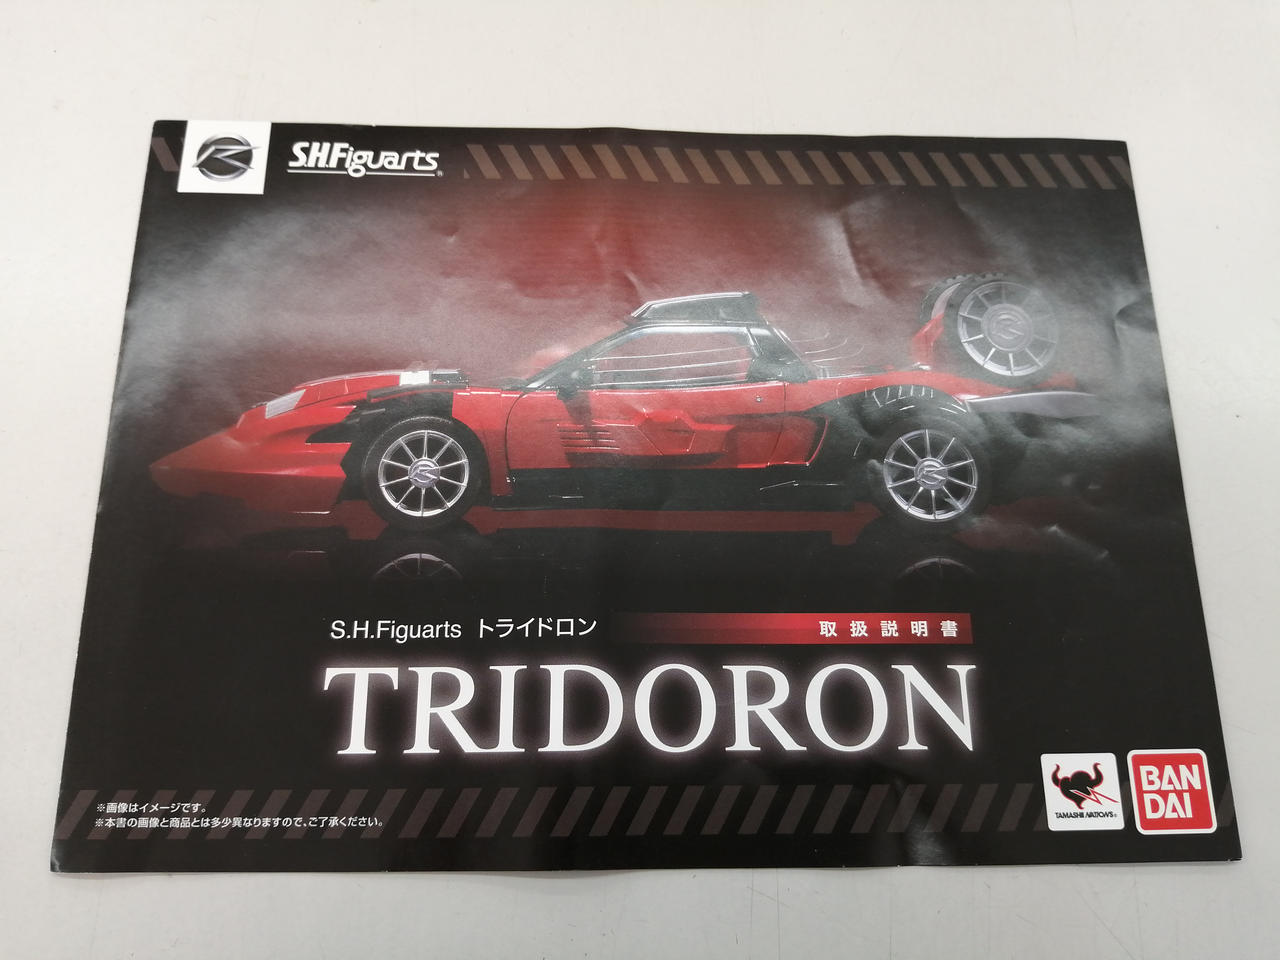 S.H.Figuarts
S.H.Figuarts トライドロン
取扱説明書
TRIDORON
※画像はイメージです。
※本書の画像と商品とは多少異なりますので、ご了承ください。
TAMASHII NATIONS
BAN
DAI